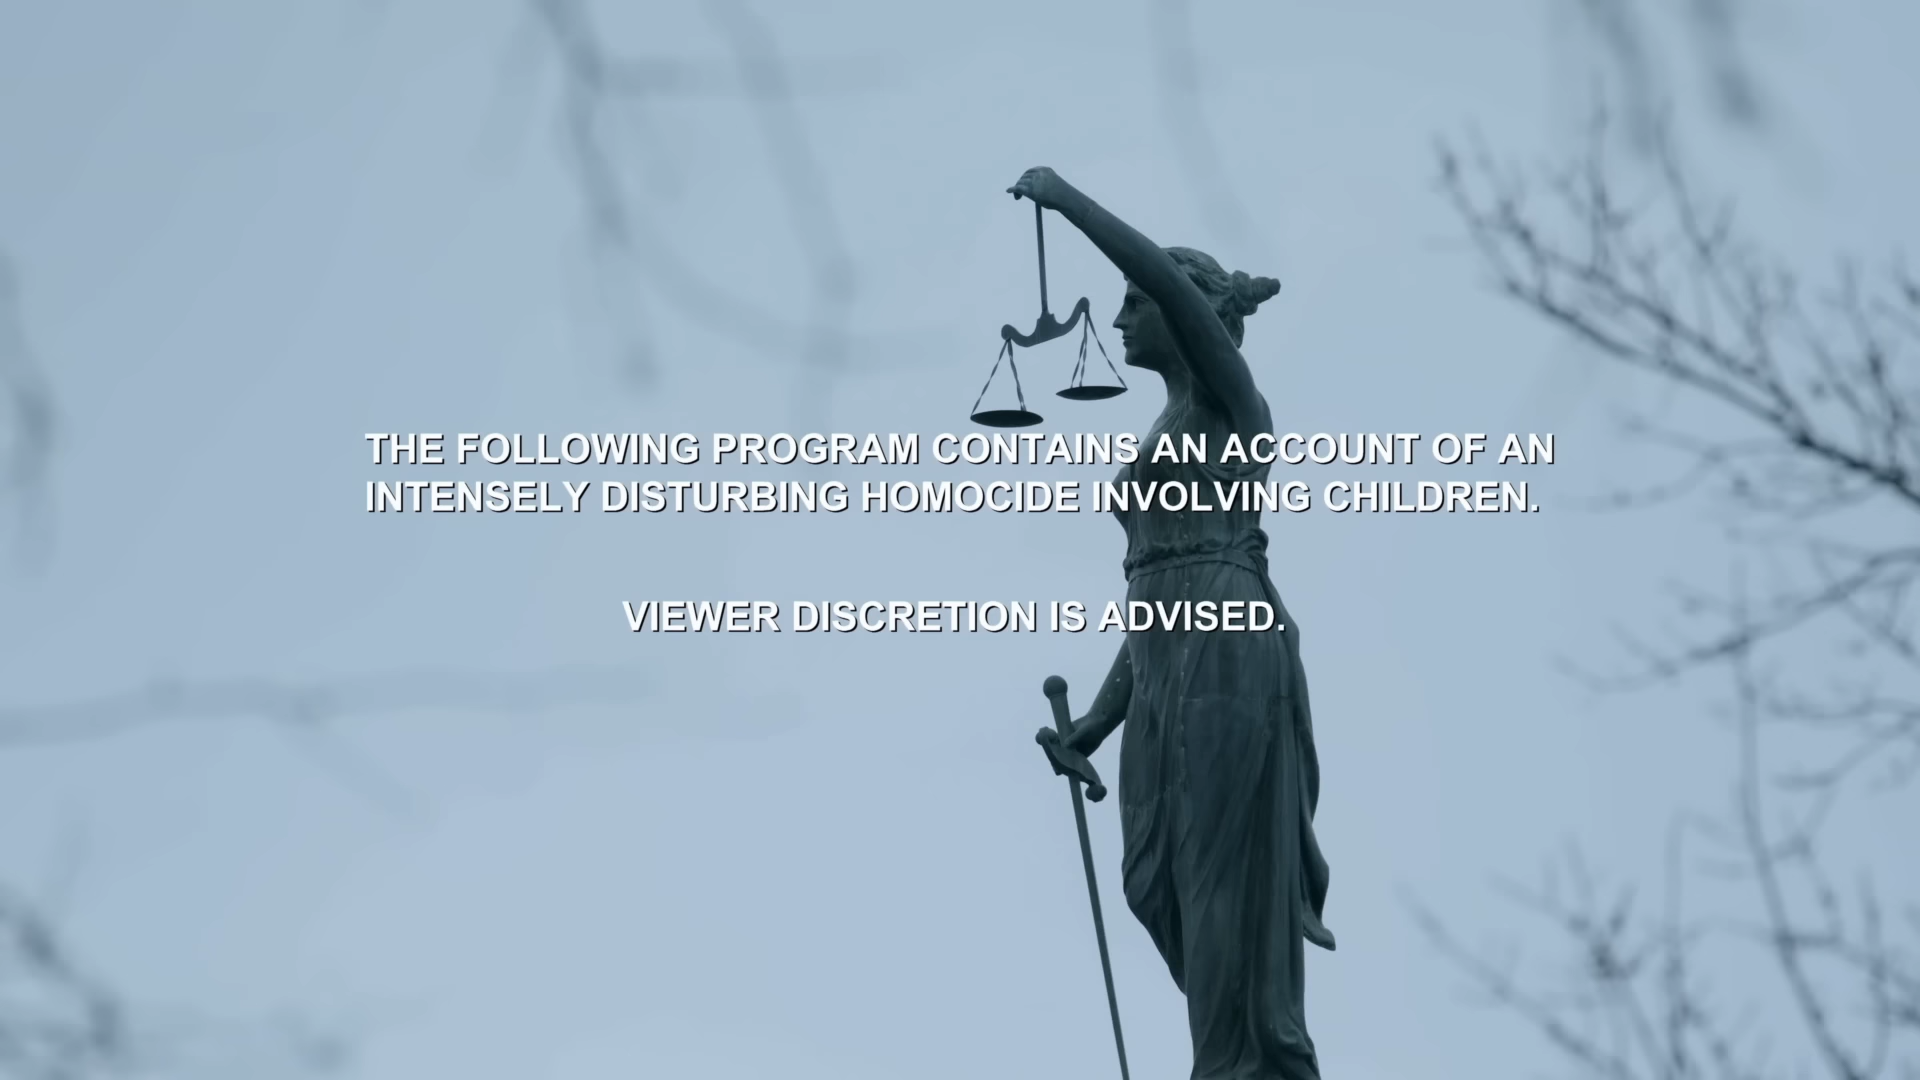 THE FOLLOWING PROGRAM CONTAINS AN ACCOUNT OF AN
INTENSELY DISTURBING HOMOCIDE INVOLVING CHILDREN.
VIEWER DISCRETION IS ADVISED.